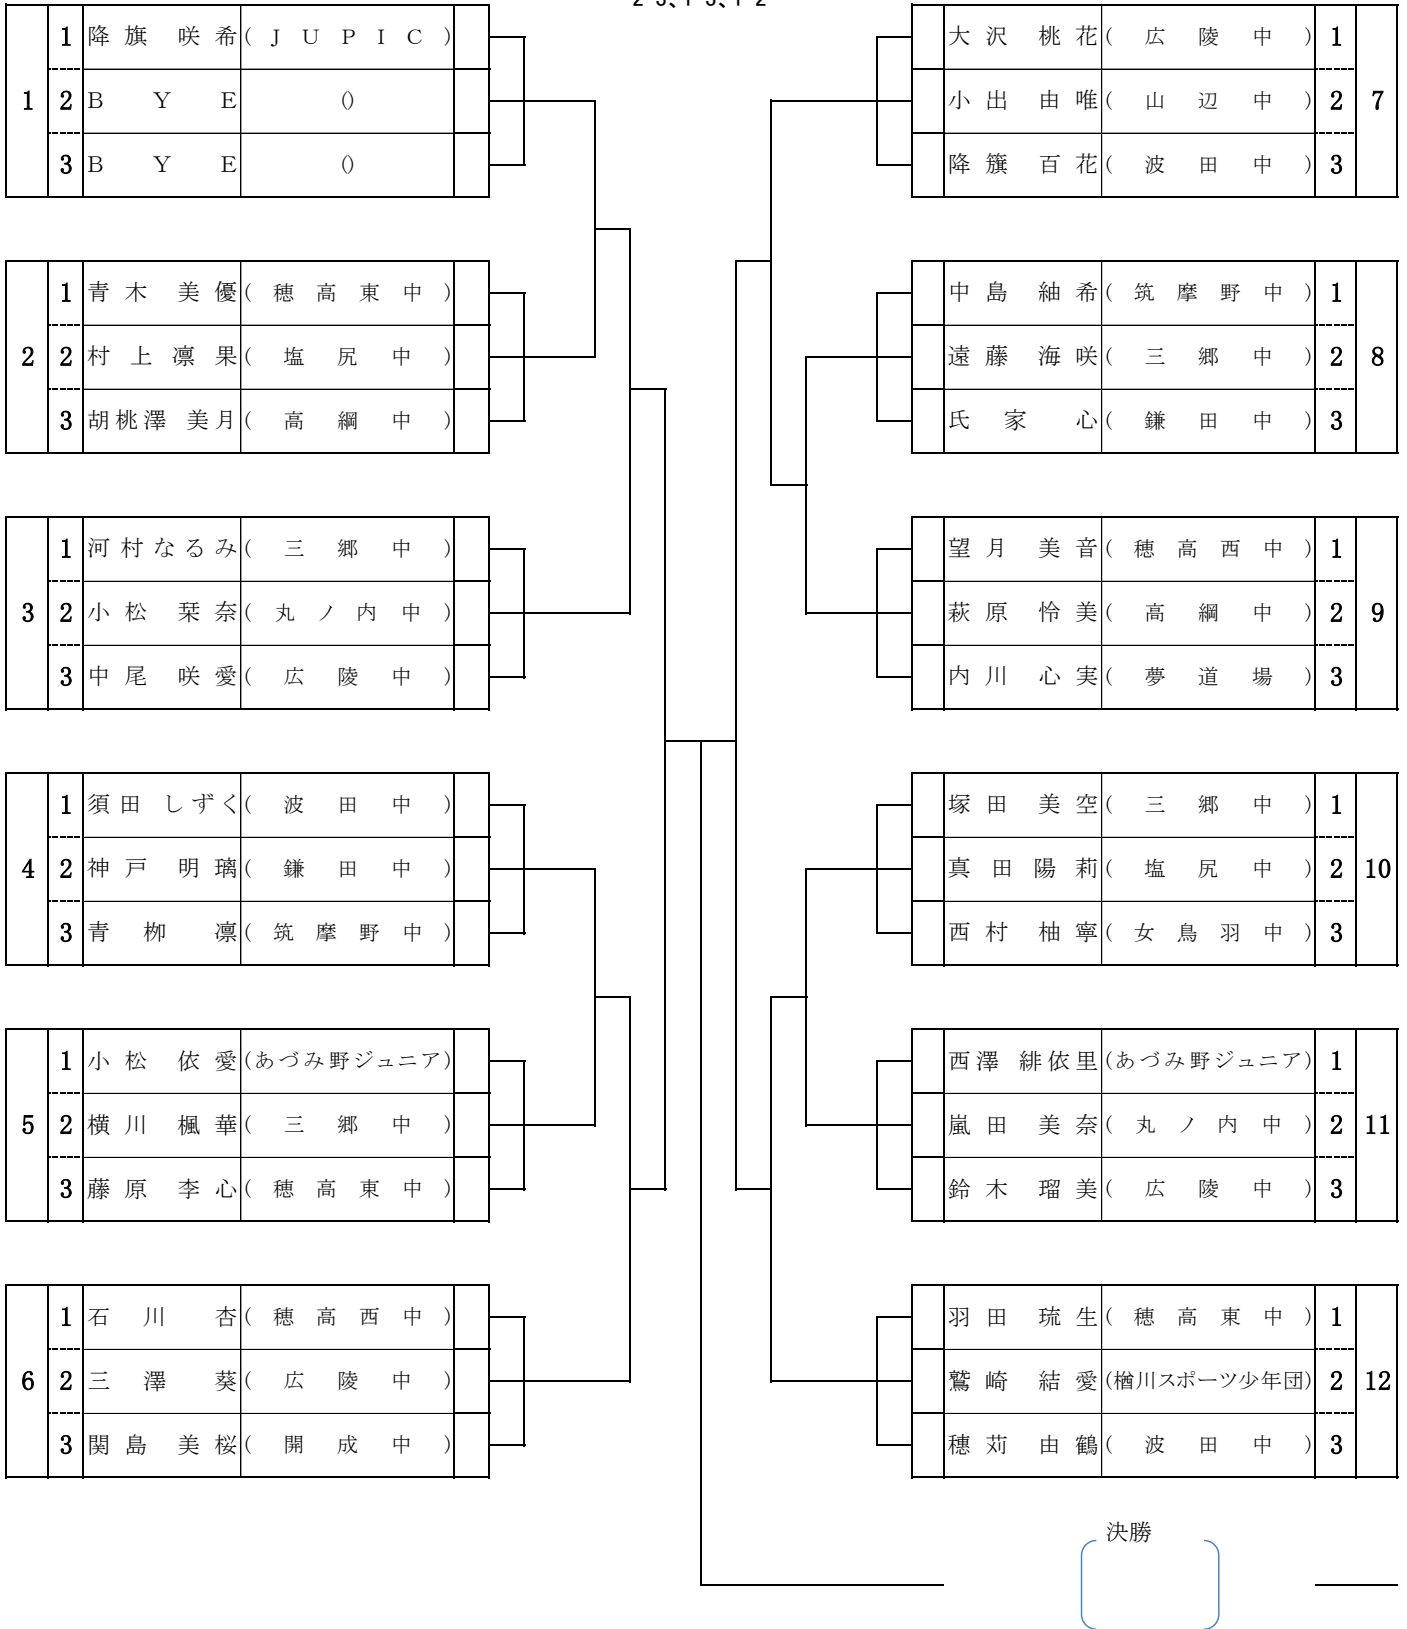 2-3、1-3、1-2
1
1 降旗 咲希 (JUPIC)
2 BYE ()
3 BYE ()
2
1 青木 美優 (穂高東中)
2 村上 凛果 (塩尻中)
3 胡桃澤 美月 (高綱中)
3
1 河村なるみ (三郷中)
2 小松 栞奈 (丸ノ内中)
3 中尾 咲愛 (広陵中)
4
1 須田 しずく (波田中)
2 神戸 明璃 (鎌田中)
3 青栁 凛 (筑摩野中)
5
1 小松 依愛 (あづみ野ジュニア)
2 横川 楓華 (三郷中)
3 藤原 李心 (穂高東中)
6
1 石川 杏 (穂高西中)
2 三澤 葵 (広陵中)
3 関島 美桜 (開成中)
大沢 桃花 (広陵中) 1
小出 由唯 (山辺中) 2
降籏 百花 (波田中) 3
7
中島 紬希 (筑摩野中) 1
遠藤 海咲 (三郷中) 2
氏家 心 (鎌田中) 3
8
望月 美音 (穂高西中) 1
萩原 怜美 (高綱中) 2
内川 心実 (夢道場) 3
9
塚田 美空 (三郷中) 1
真田陽莉 (塩尻中) 2
西村 柚寧 (女鳥羽中) 3
10
西澤 緋依里 (あづみ野ジュニア) 1
嵐田 美奈 (丸ノ内中) 2
鈴木 瑠美 (広陵中) 3
11
羽田 琉生 (穂高東中) 1
鷲崎 結愛 (楢川スポーツ少年団) 2
穂苅 由鶴 (波田中) 3
12
決勝